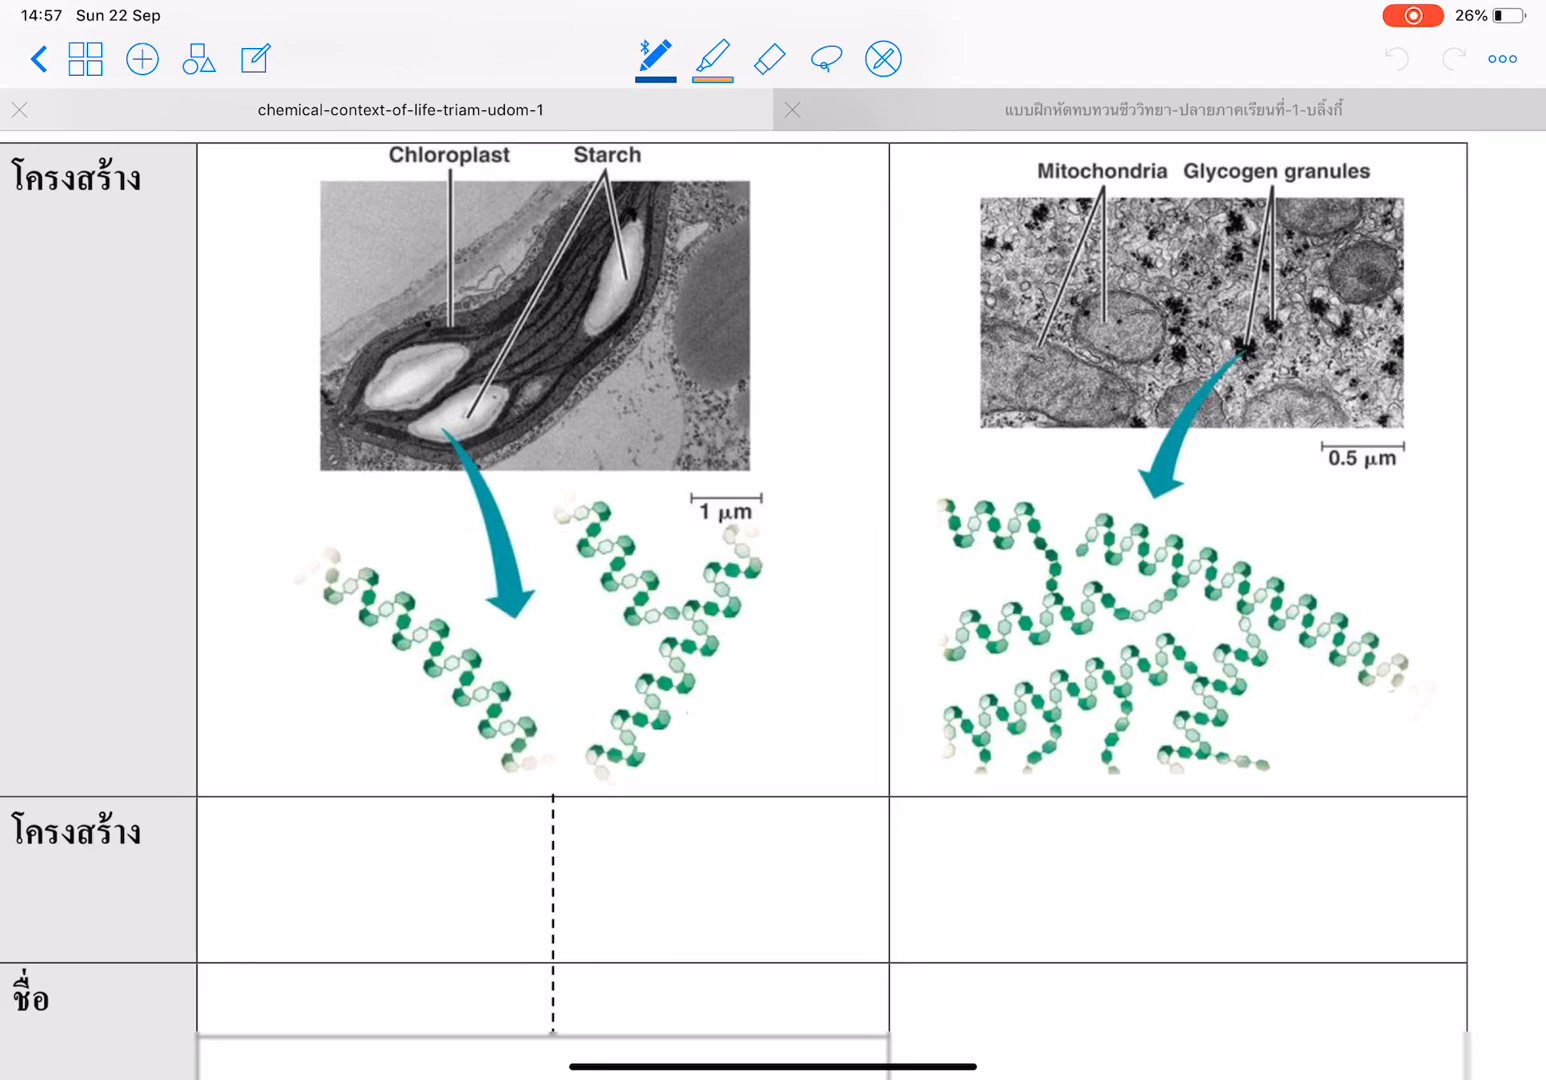 14:57 Sun 22 Sep
26%
chemical-context-of-life-triam-udom-1
แบบฝึกหัดทบทวนชีววิทยา-ปลายภาคเรียนที่-1-บลิ้งกี้
โครงสร้าง
Chloroplast Starch
1 μm
Mitochondria Glycogen granules
0.5 μm
โครงสร้าง
ชื่อ